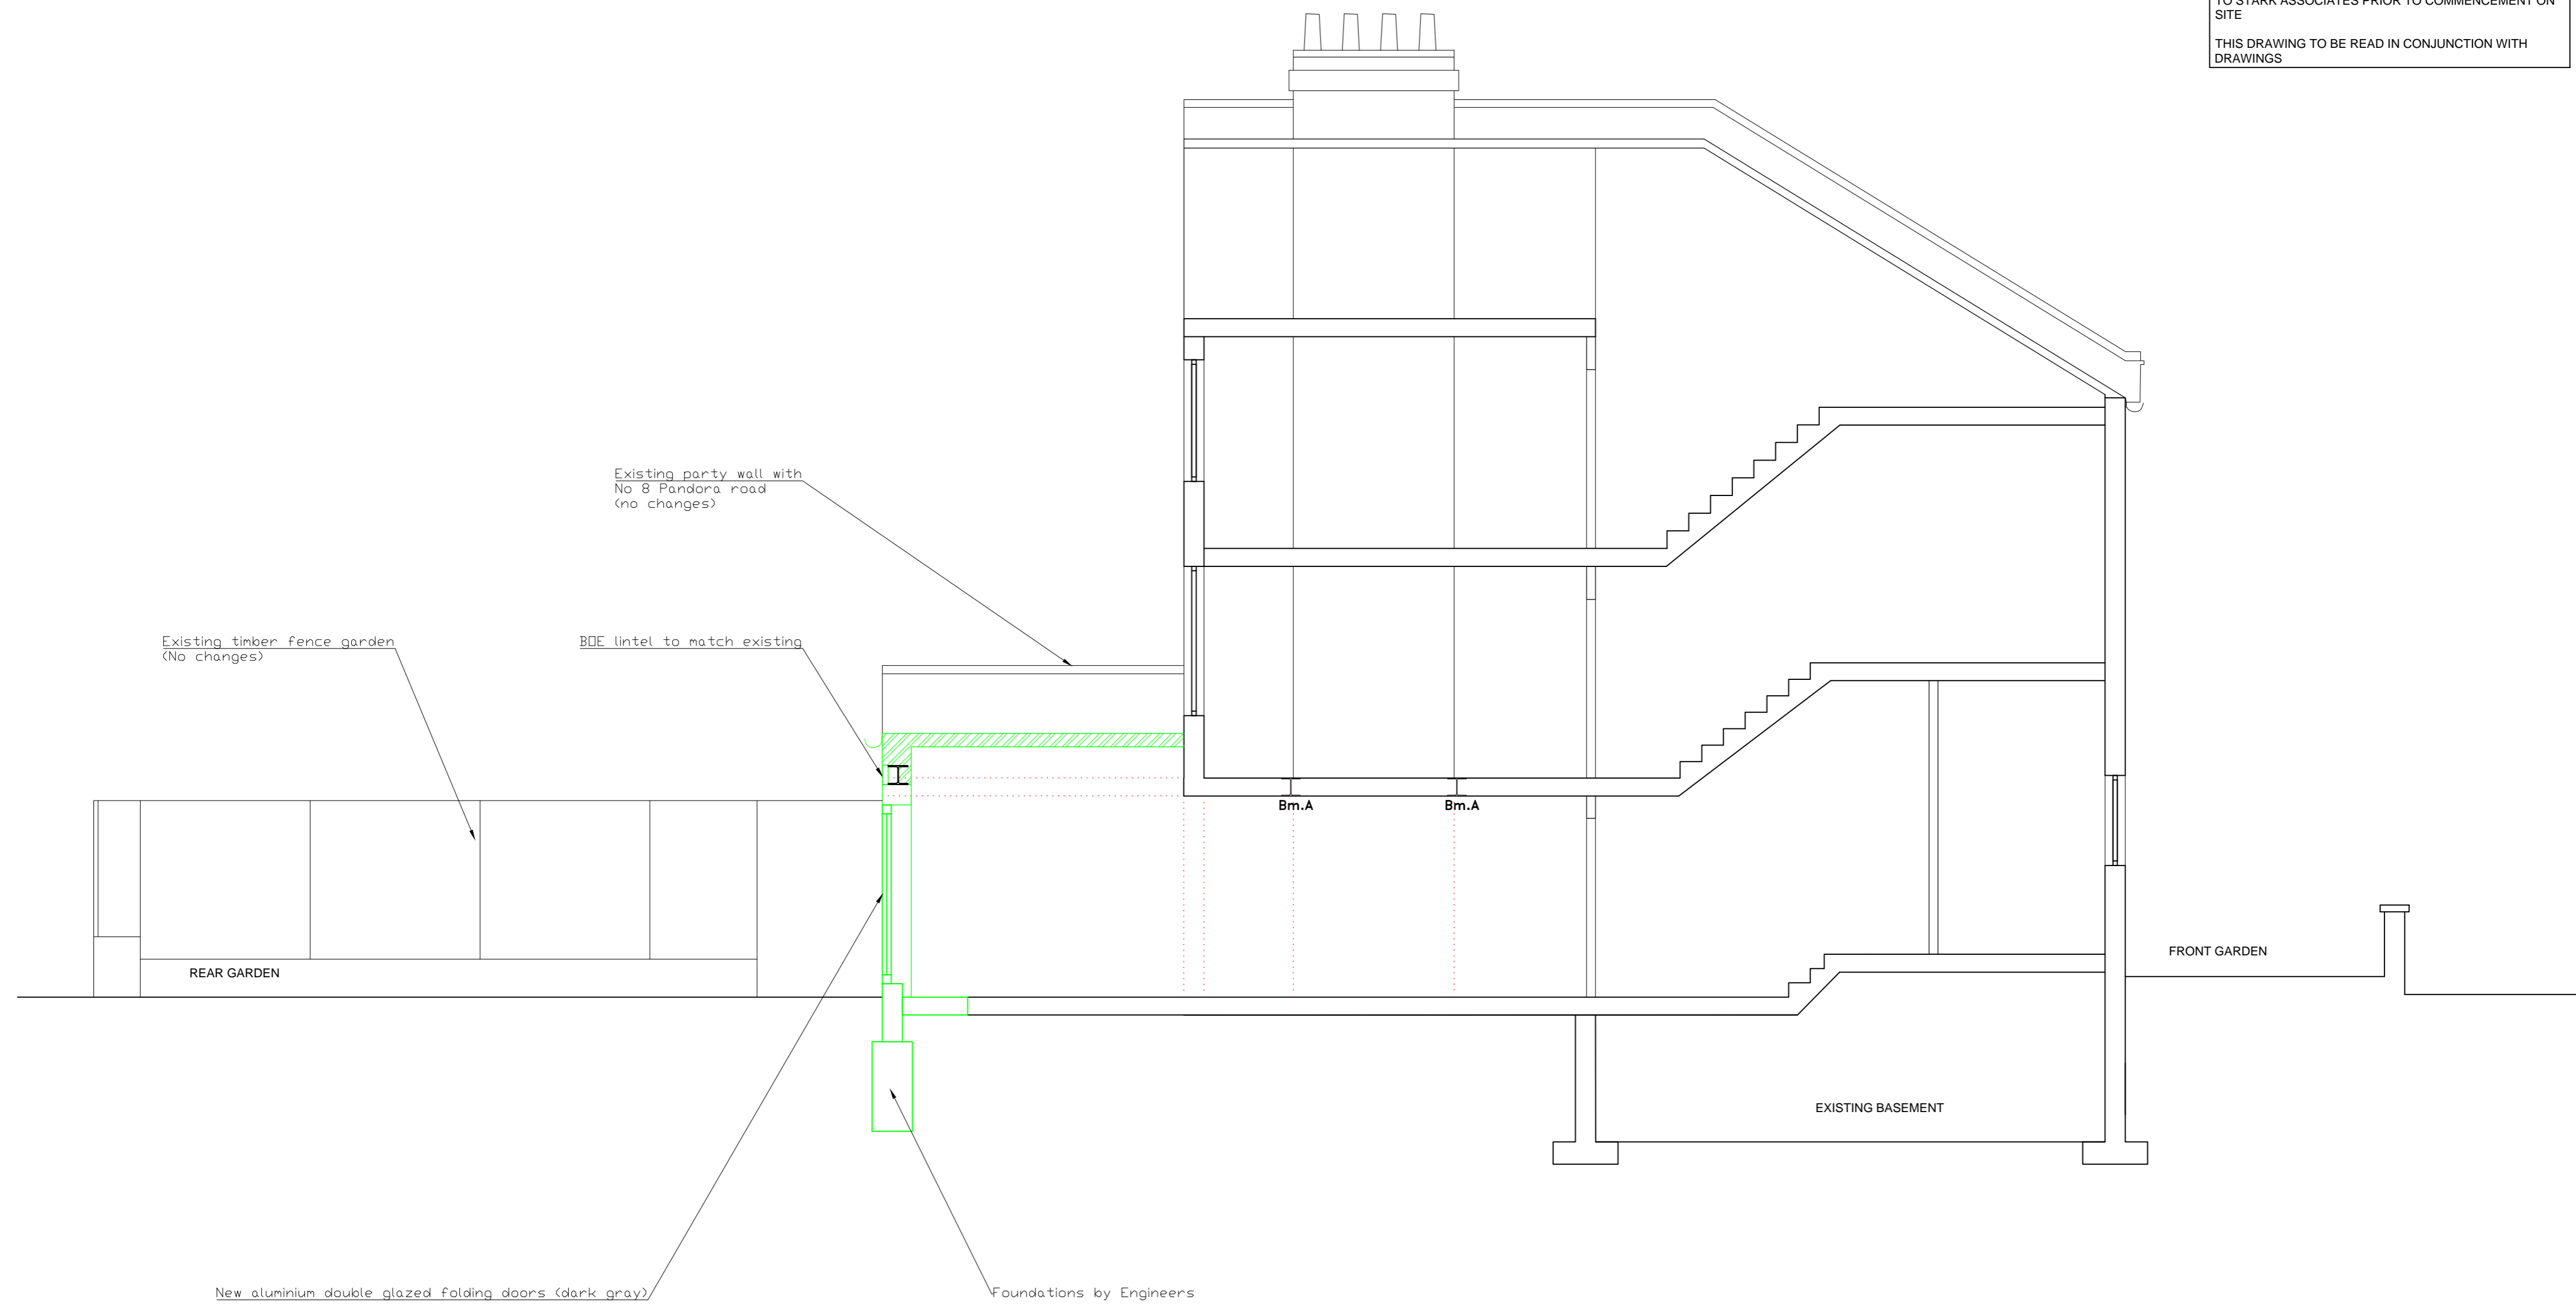 TO STARK ASSOCIATES PRIOR TO COMMENCEMENT ON
SITE
THIS DRAWING TO BE READ IN CONJUNCTION WITH
DRAWINGS
Existing party wall with
No 8 Pandora road
(no changes)
Existing timber fence garden
(No changes)
BOE lintel to match existing
Bm.A
Bm.A
REAR GARDEN
FRONT GARDEN
EXISTING BASEMENT
New aluminium double glazed folding doors (dark gray)
Foundations by Engineers